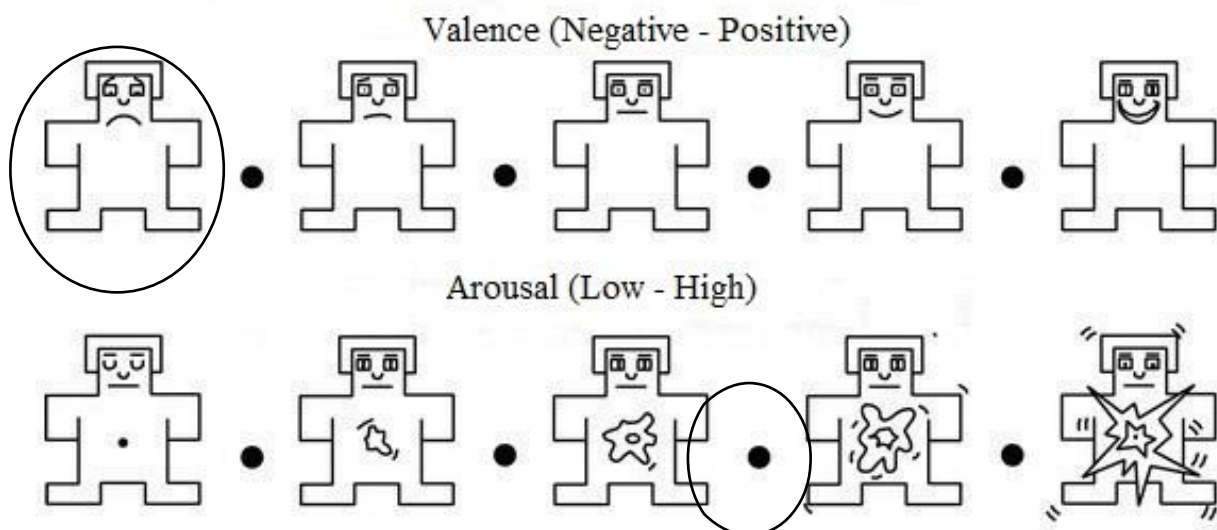 Valence (Negative - Positive)
Arousal (Low - High)